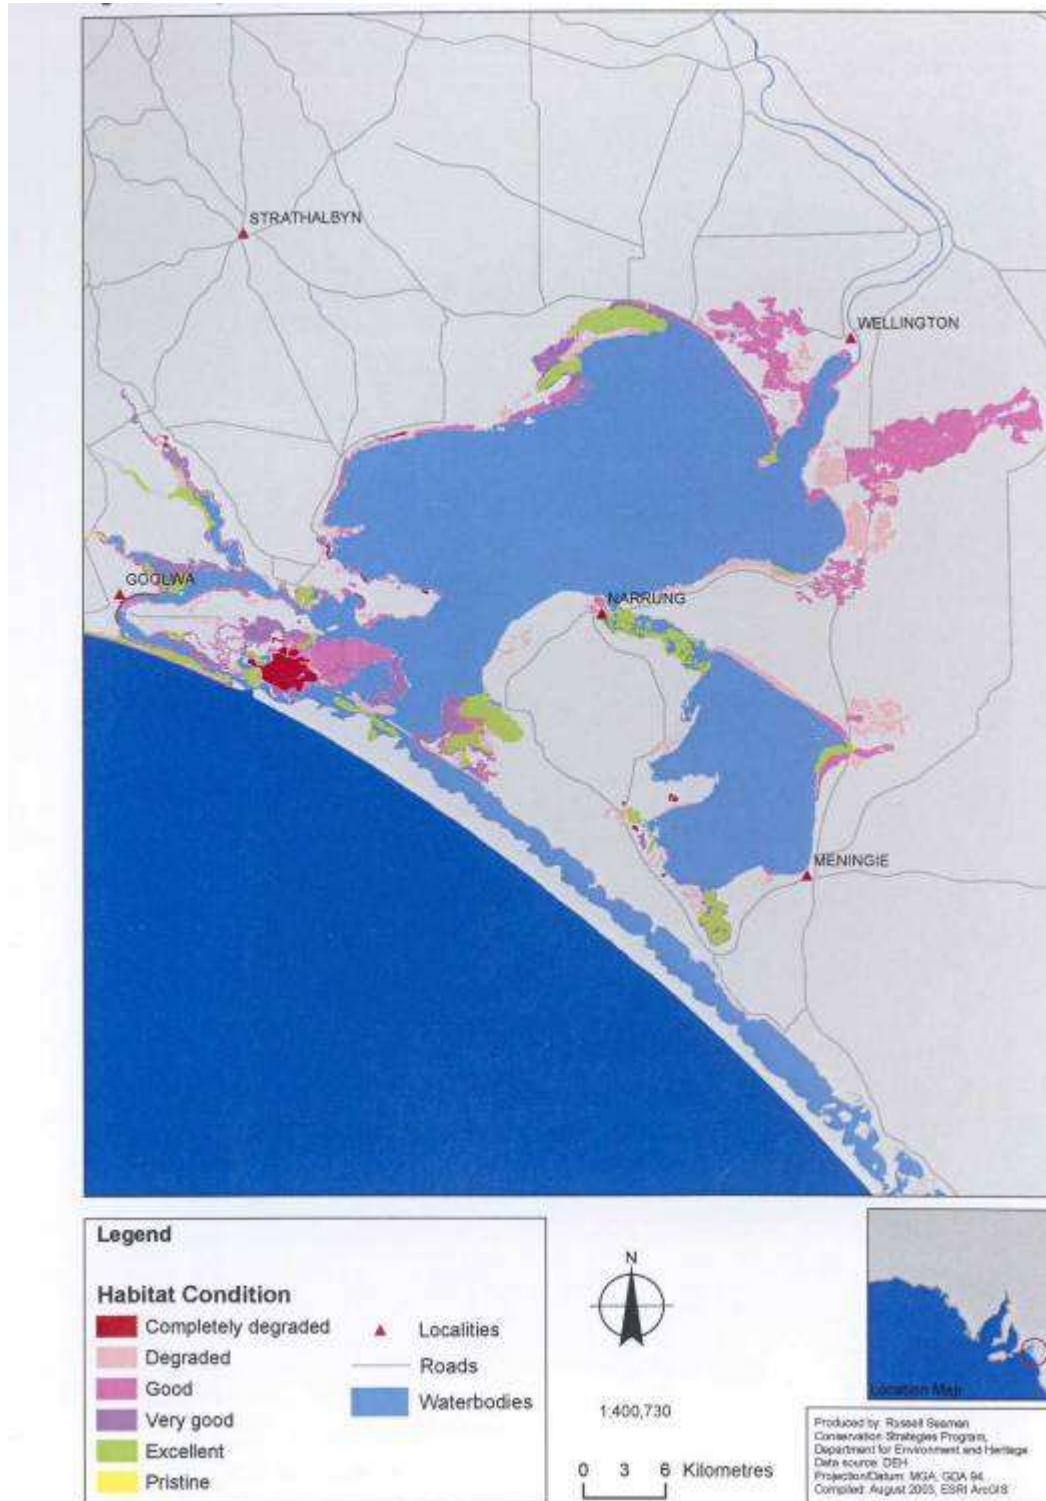 STRATHALBYN
WELLINGTON
GOOLWA
NARRUNG
MENINGIE
Legend
Habitat Condition
Completely degraded
Degraded
Good
Very good
Excellent
Pristine
Localities
Roads
Waterbodies
N
1:400,730
0 3 6 Kilometres
Location Map
Produced by: Russell Seaman
Conservation Strategies Program,
Department for Environment and Heritage
Data source: DEH
Projection/Datum: MGA, GDA 94
Compiled: August 2003, ESRI ArcGIS